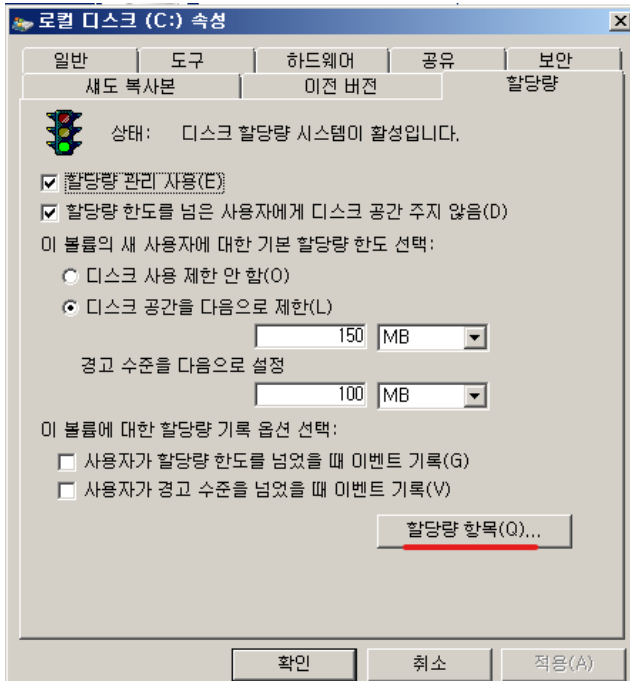 로컬 디스크 (C:) 속성
일반 도구 하드웨어 공유 보안
섀도 복사본 이전 버전 할당량
상태: 디스크 할당량 시스템이 활성입니다.
할당량 관리 사용(E)
할당량 한도를 넘은 사용자에게 디스크 공간 주지 않음(D)
이 볼륨의 새 사용자에 대한 기본 할당량 한도 선택:
디스크 사용 제한 안 함(O)
디스크 공간을 다음으로 제한(L)
150 MB
경고 수준을 다음으로 설정
100 MB
이 볼륨에 대한 할당량 기록 옵션 선택:
사용자가 할당량 한도를 넘었을 때 이벤트 기록(G)
사용자가 경고 수준을 넘었을 때 이벤트 기록(V)
할당량 항목(Q)...
확인 취소 적용(A)